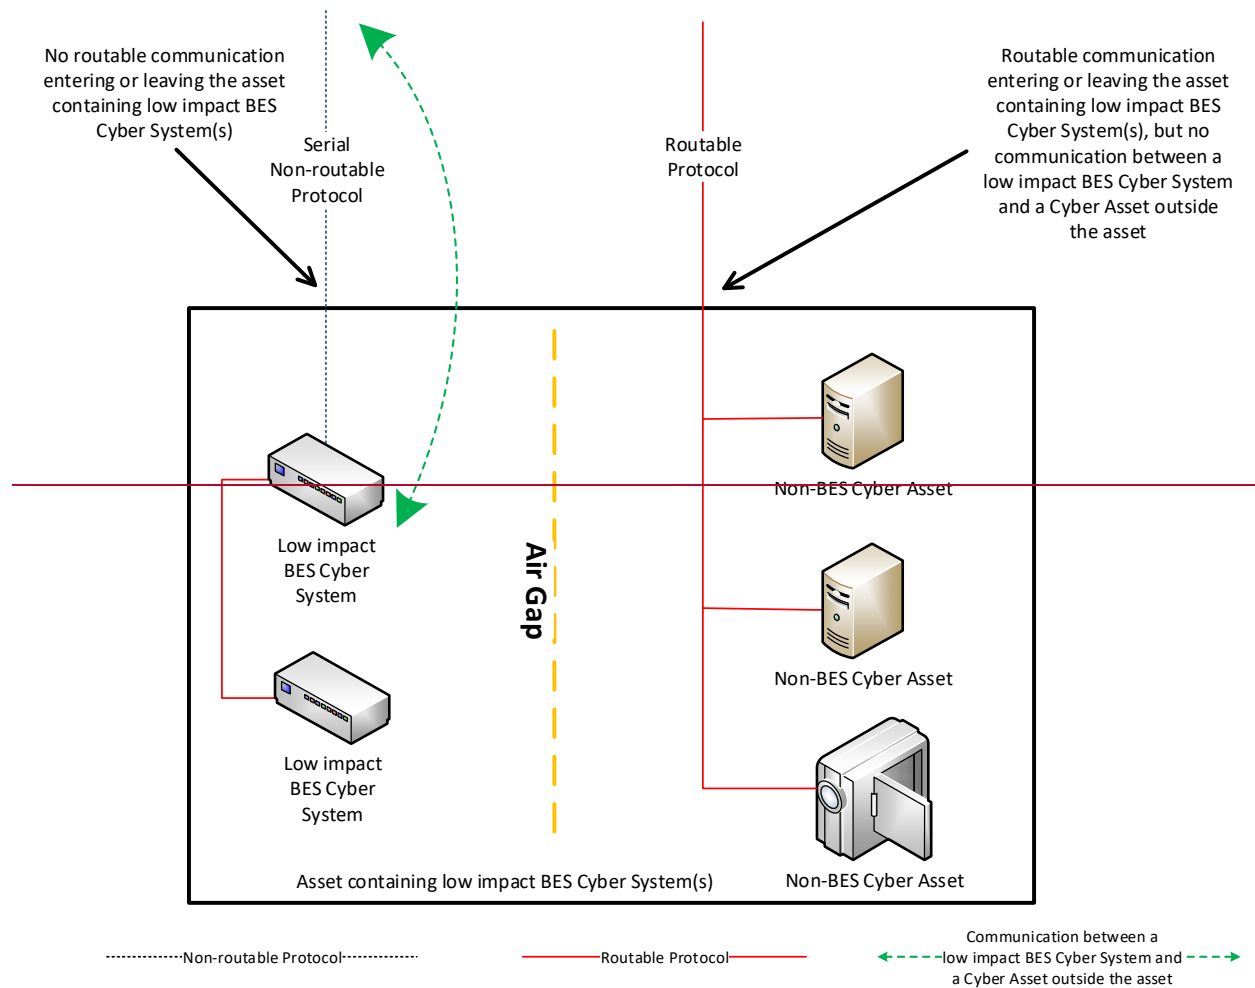 No routable communication
entering or leaving the asset
containing low impact BES
Cyber System(s)
Serial
Non-routable
Protocol
Routable
Protocol
Routable communication
entering or leaving the asset
containing low impact BES
Cyber System(s), but no
communication between a
low impact BES Cyber System
and a Cyber Asset outside
the asset
Non-BES Cyber Asset
Low impact
BES Cyber
System
Air Gap
Non-BES Cyber Asset
Low impact
BES Cyber
System
Asset containing low impact BES Cyber System(s)
Non-BES Cyber Asset
Non-routable Protocol
Routable Protocol
Communication between a
low impact BES Cyber System and
a Cyber Asset outside the asset